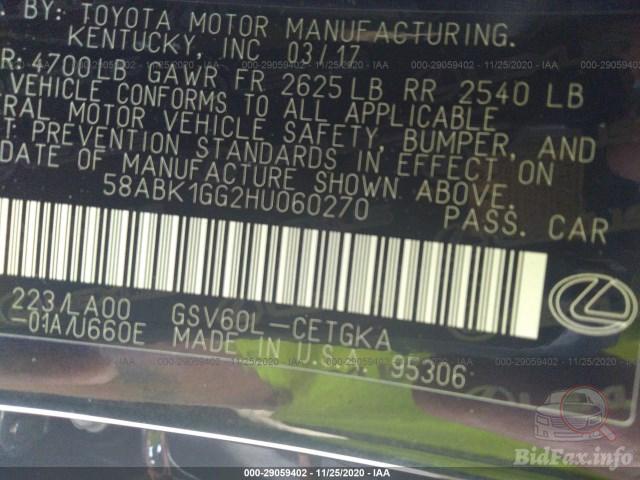 BY: TOYOTA MOTOR MANUFACTURING.
KENTUCKY, INC 03/17
4700LB GAWR FR 2625LB RR 2540 LB
VEHICLE CONFORMS TO ALL APPLICABLE
MOTOR VEHICLE SAFETY, BUMPER, AND
PREVENTION STANDARDS IN EFFECT ON
DATE OF MANUFACTURE SHOWN ABOVE.
58ABK1GG2HU060270 PASS. CAR
223/LA00 GSV60L-CETGKA
-01A/U660E MADE IN U.S. 95306
BidFax.info
000-29059402 - 11/25/2020 - IAA